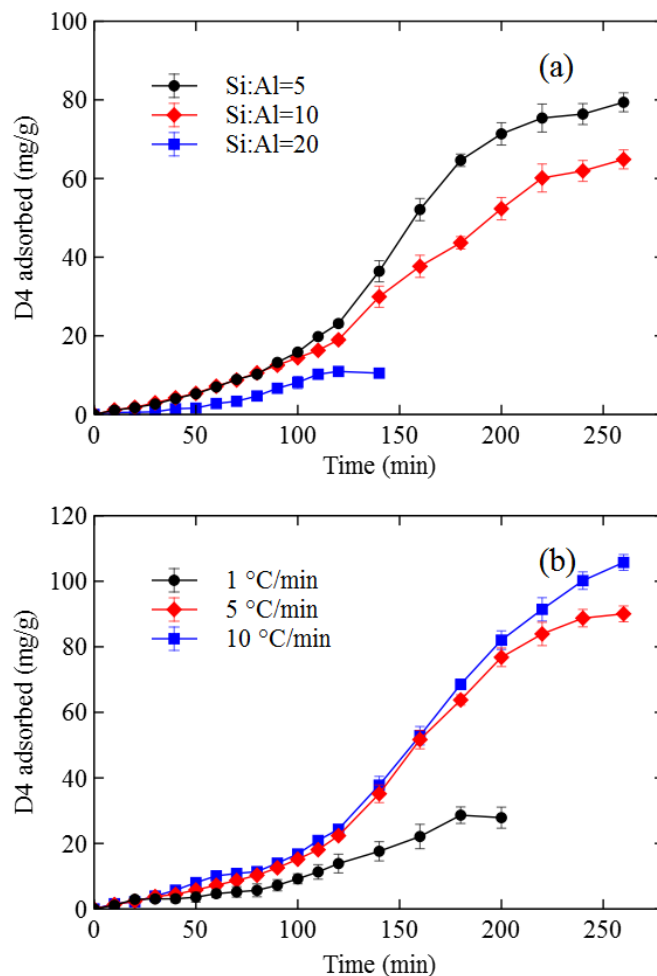 100
80
60
40
20
0
D4 adsorbed (mg/g)
(a)
Si:Al=5
Si:Al=10
Si:Al=20
0 50 100 150 200 250
Time (min)
120
100
80
60
40
20
0
D4 adsorbed (mg/g)
(b)
1 °C/min
5 °C/min
10 °C/min
0 50 100 150 200 250
Time (min)